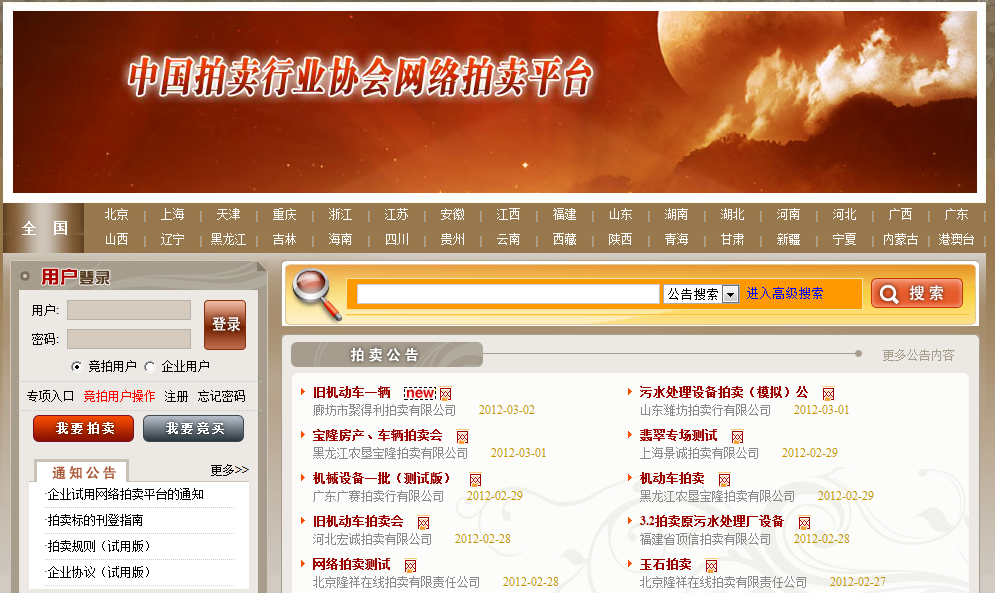 中国拍卖行业协会网络拍卖平台
全 国
北京 | 上海 | 天津 | 重庆 | 浙江 | 江苏 | 安徽 | 江西 | 福建 | 山东 | 湖南 | 湖北 | 河南 | 河北 | 广西 | 广东 |
山西 | 辽宁 | 黑龙江 | 吉林 | 海南 | 四川 | 贵州 | 云南 | 西藏 | 陕西 | 青海 | 甘肃 | 新疆 | 宁夏 | 内蒙古 | 港澳台 |
用户登录
用户:
密码:
登录
竞拍用户 企业用户
专项入口 竞拍用户操作 注册 忘记密码
我要拍卖 我要竞买
通知公告 更多>>
·企业试用网络拍卖平台的通知
·拍卖标的刊登指南
·拍卖规则（试用版）
·企业协议（试用版）
公告搜索 进入高级搜索 搜索
拍卖公告 更多公告内容
旧机动车一辆 new
廊坊市聚得利拍卖有限公司 2012-03-02
污水处理设备拍卖（模拟）公
山东潍坊拍卖行有限公司 2012-03-01
宝隆房产、车辆拍卖会
黑龙江农垦宝隆拍卖有限公司 2012-03-01
翡翠专场测试
上海景诚拍卖有限公司 2012-02-29
机械设备一批（测试版）
广东广赛拍卖行有限公司 2012-02-29
机动车拍卖
黑龙江农垦宝隆拍卖有限公司 2012-02-29
旧机动车拍卖会
河北宏诚拍卖有限公司 2012-02-28
3.2拍卖原污水处理厂设备
福建省顶信拍卖有限公司 2012-02-28
网络拍卖测试
北京隆祥在线拍卖有限责任公司 2012-02-28
玉石拍卖
北京隆祥在线拍卖有限责任公司 2012-02-27